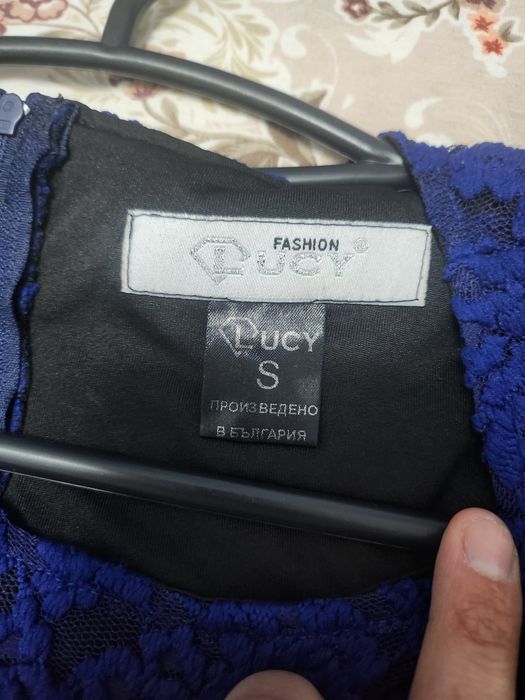 FASHION
LUCY
LUCY
S
ПРОИЗВЕДЕНО
В БЪЛГАРИЯ